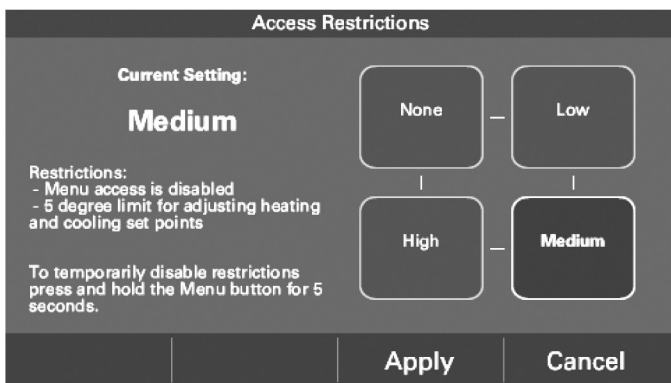 Access Restrictions
Current Setting:
Medium
Restrictions:
- Menu access is disabled
- 5 degree limit for adjusting heating
and cooling set points
To temporarily disable restrictions
press and hold the Menu button for 5
seconds.
None
Low
High
Medium
Apply
Cancel